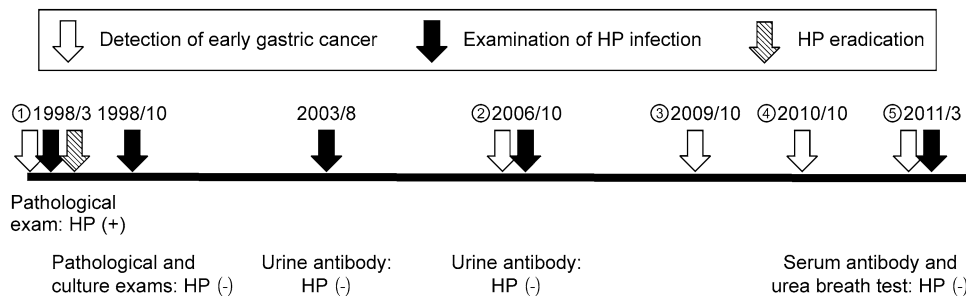 Detection of early gastric cancer Examination of HP infection HP eradication
①1998/3 1998/10 2003/8 ②2006/10 ③2009/10 ④2010/10 ⑤2011/3
Pathological
exam: HP (+)
Pathological and
culture exams: HP (-)
Urine antibody:
HP (-)
Urine antibody:
HP (-)
Serum antibody and
urea breath test: HP (-)